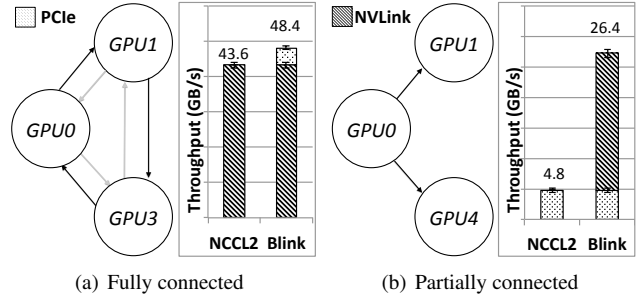 PCIe
GPU1
GPU0
GPU3
Throughput (GB/s)
43.6
48.4
NCCL2 Blink
(a) Fully connected
NVLink
GPU1
GPU0
GPU4
Throughput (GB/s)
4.8
26.4
NCCL2 Blink
(b) Partially connected